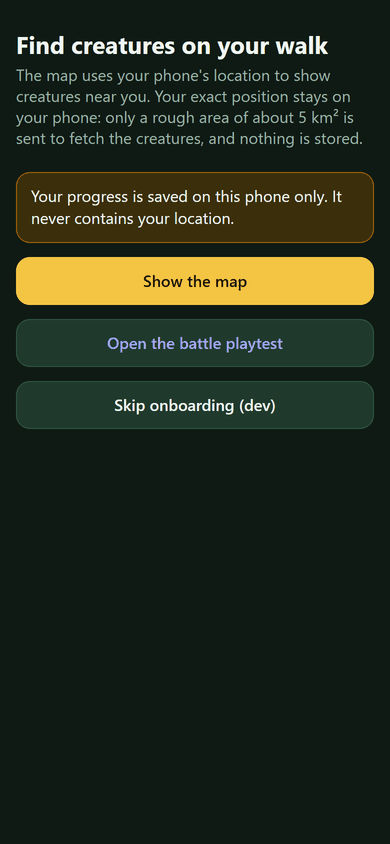 Find creatures on your walk
The map uses your phone's location to show
creatures near you. Your exact position stays on
your phone: only a rough area of about 5 km² is
sent to fetch the creatures, and nothing is stored.
Your progress is saved on this phone only. It
never contains your location.
Show the map
Open the battle playtest
Skip onboarding (dev)